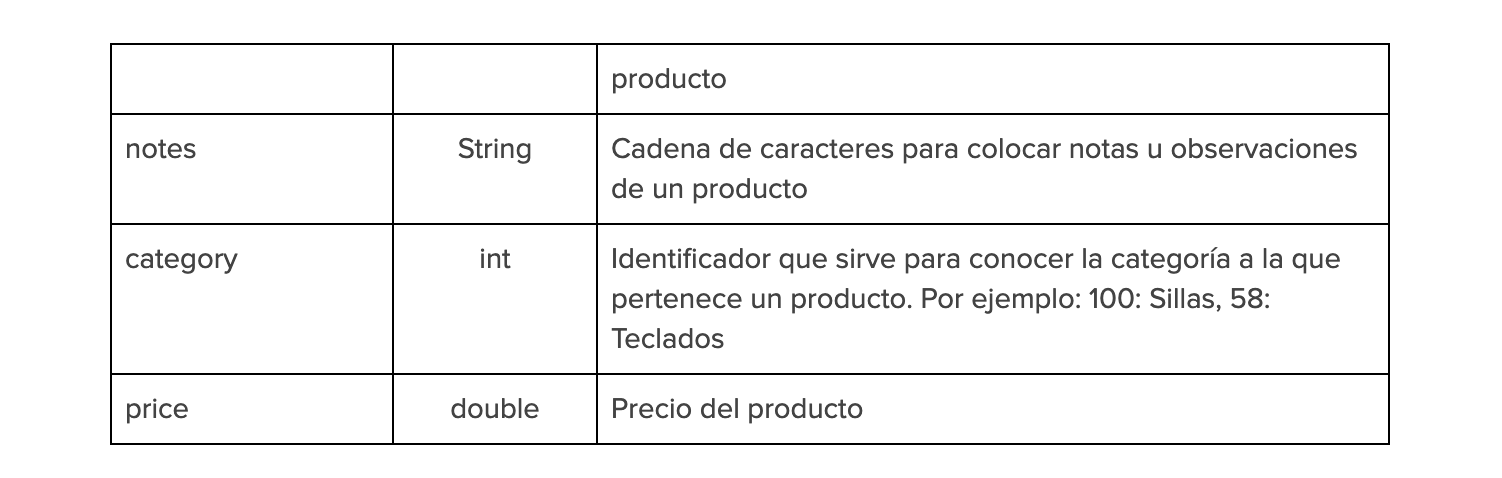 producto
notes String Cadena de caracteres para colocar notas u observaciones
de un producto
category int Identificador que sirve para conocer la categoría a la que
pertenece un producto. Por ejemplo: 100: Sillas, 58:
Teclados
price double Precio del producto